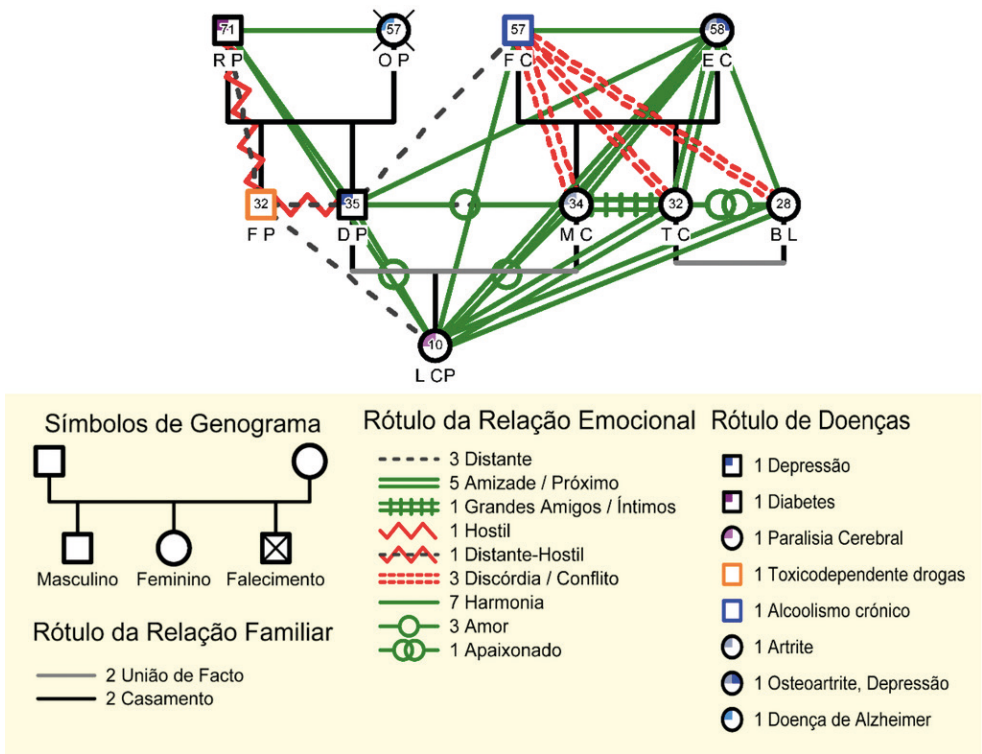 71
57
57
58
R P
O P
F C
E C
32
35
34
32
28
F P
D P
M C
T C
B L
10
L CP
Símbolos de Genograma
Masculino
Feminino
Falecimento
Rótulo da Relação Familiar
2 União de Facto
2 Casamento
Rótulo da Relação Emocional
3 Distante
5 Amizade / Próximo
1 Grandes Amigos / Íntimos
1 Hostil
1 Distante-Hostil
3 Discórdia / Conflito
7 Harmonia
3 Amor
1 Apaixonado
Rótulo de Doenças
1 Depressão
1 Diabetes
1 Paralisia Cerebral
1 Toxicodependente drogas
1 Alcoolismo crónico
1 Artrite
1 Osteoartrite, Depressão
1 Doença de Alzheimer